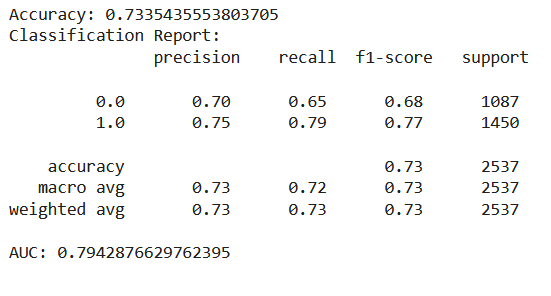 Accuracy: 0.7335435553803705
Classification Report:
precision recall f1-score support
0.0 0.70 0.65 0.68 1087
1.0 0.75 0.79 0.77 1450
accuracy 0.73 2537
macro avg 0.73 0.72 0.73 2537
weighted avg 0.73 0.73 0.73 2537
AUC: 0.7942876629762395